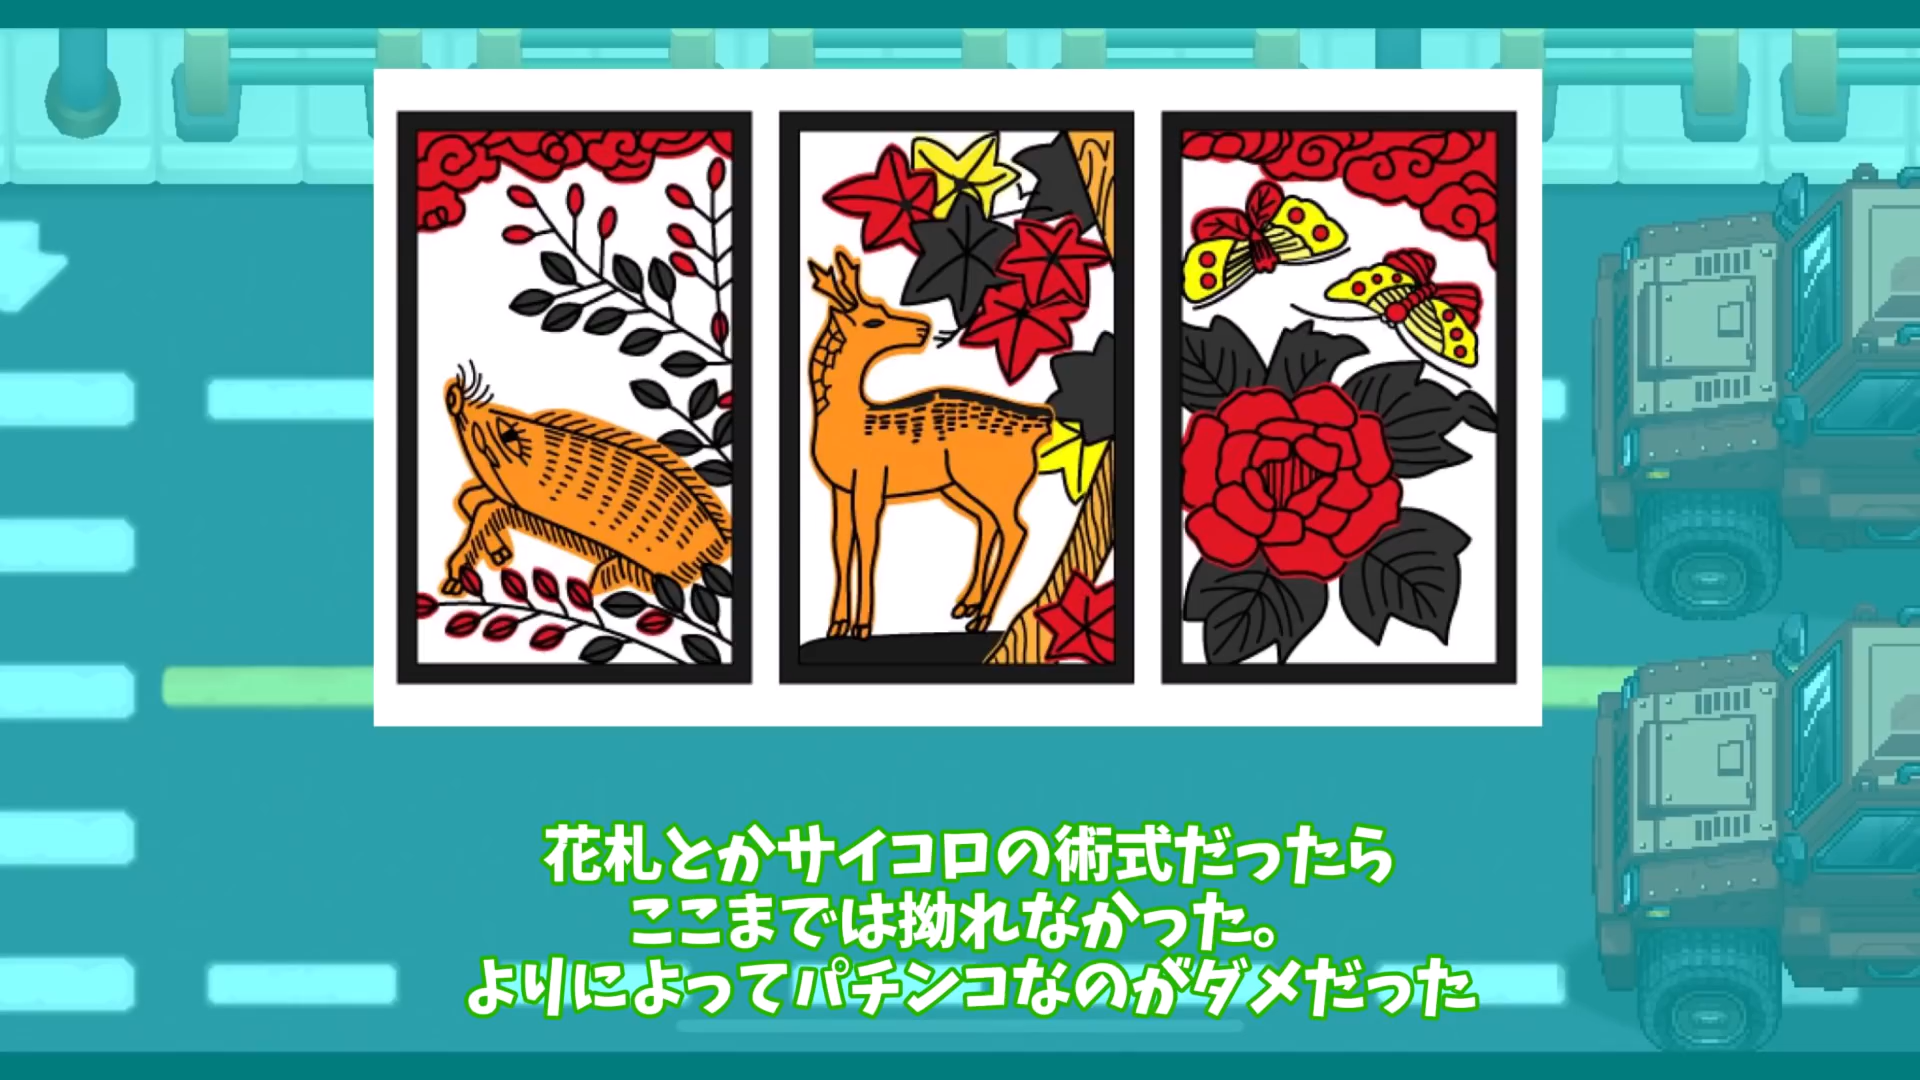 花札とかサイコロの術式だったら
ここまでは拗れなかった。
よりによってパチンコなのがダメだった